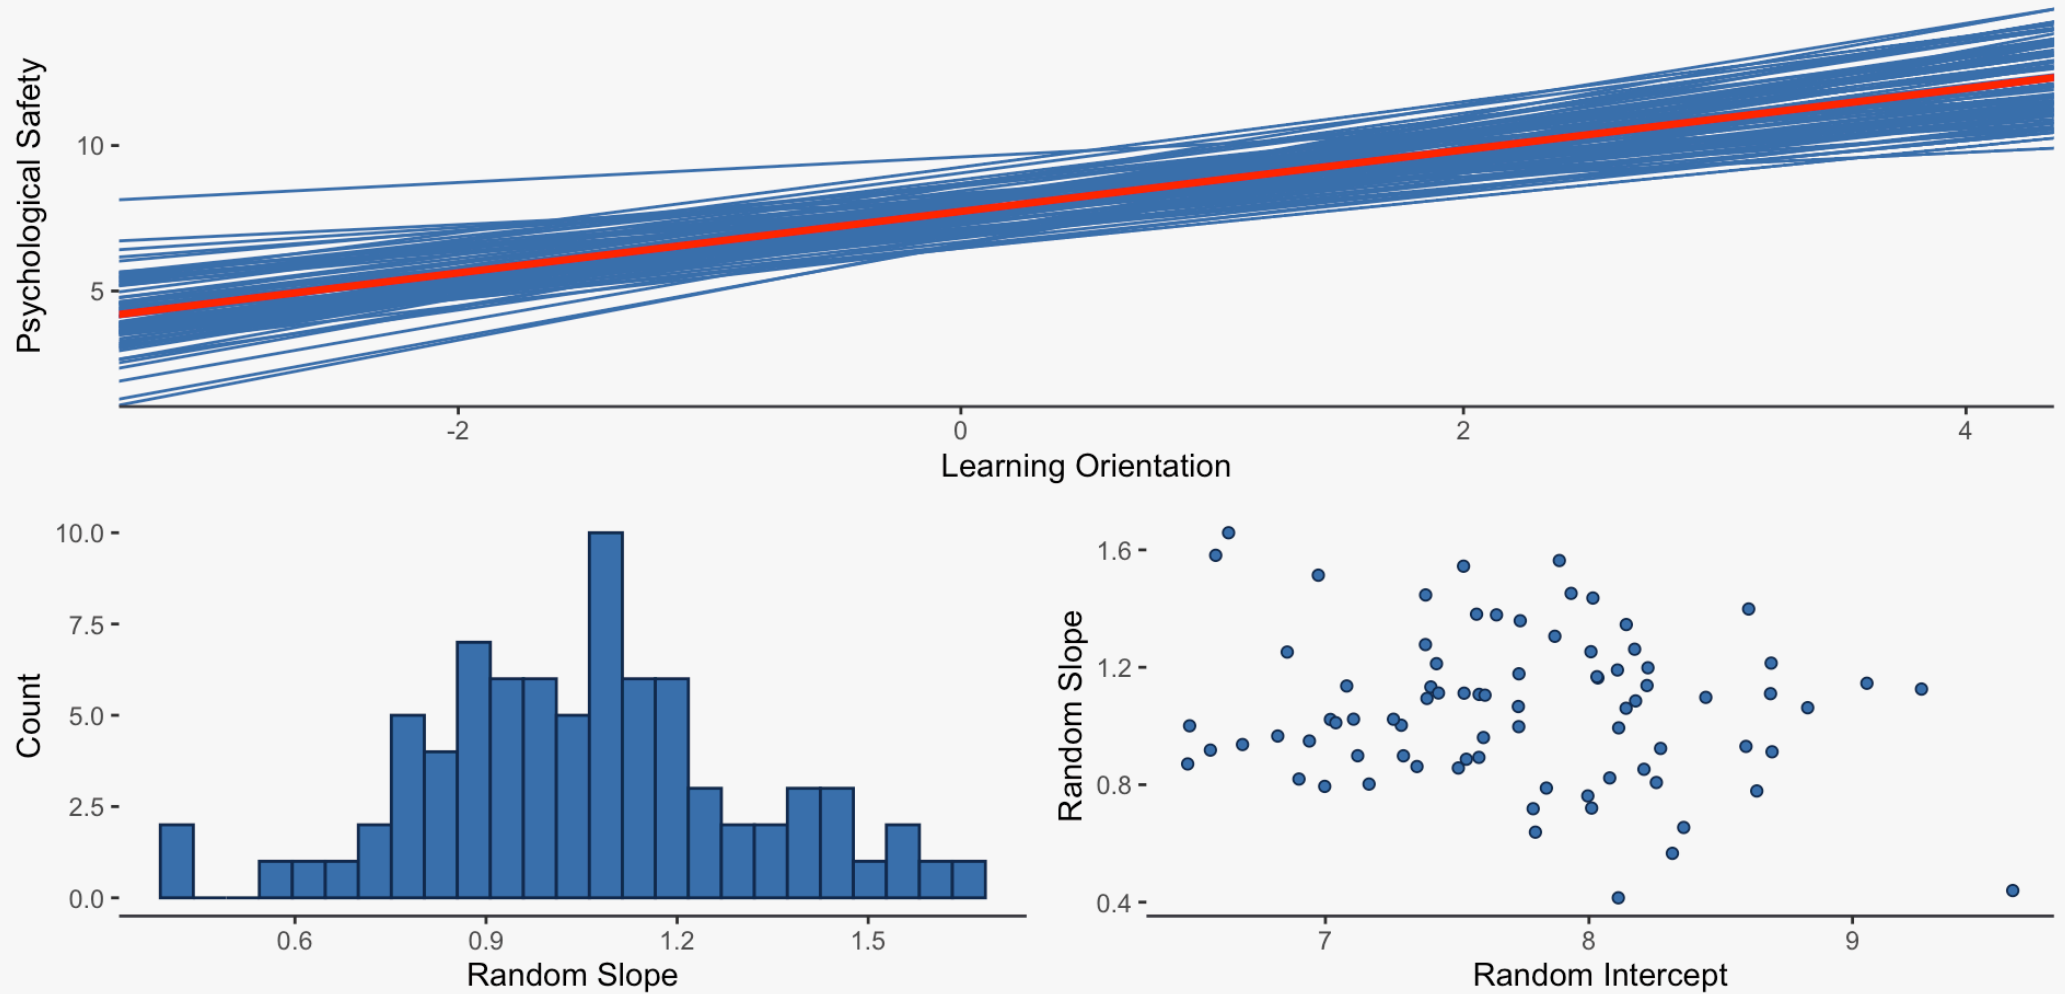 Psychological Safety
10
5
-2 0 2 4
Learning Orientation
Count
10.0
7.5
5.0
2.5
0.0
0.6 0.9 1.2 1.5
Random Slope
Random Slope
1.6
1.2
0.8
0.4
7 8 9
Random Intercept